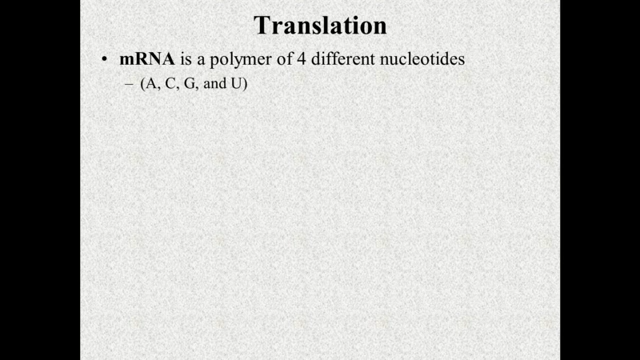 Translation
• mRNA is a polymer of 4 different nucleotides
– (A, C, G, and U)